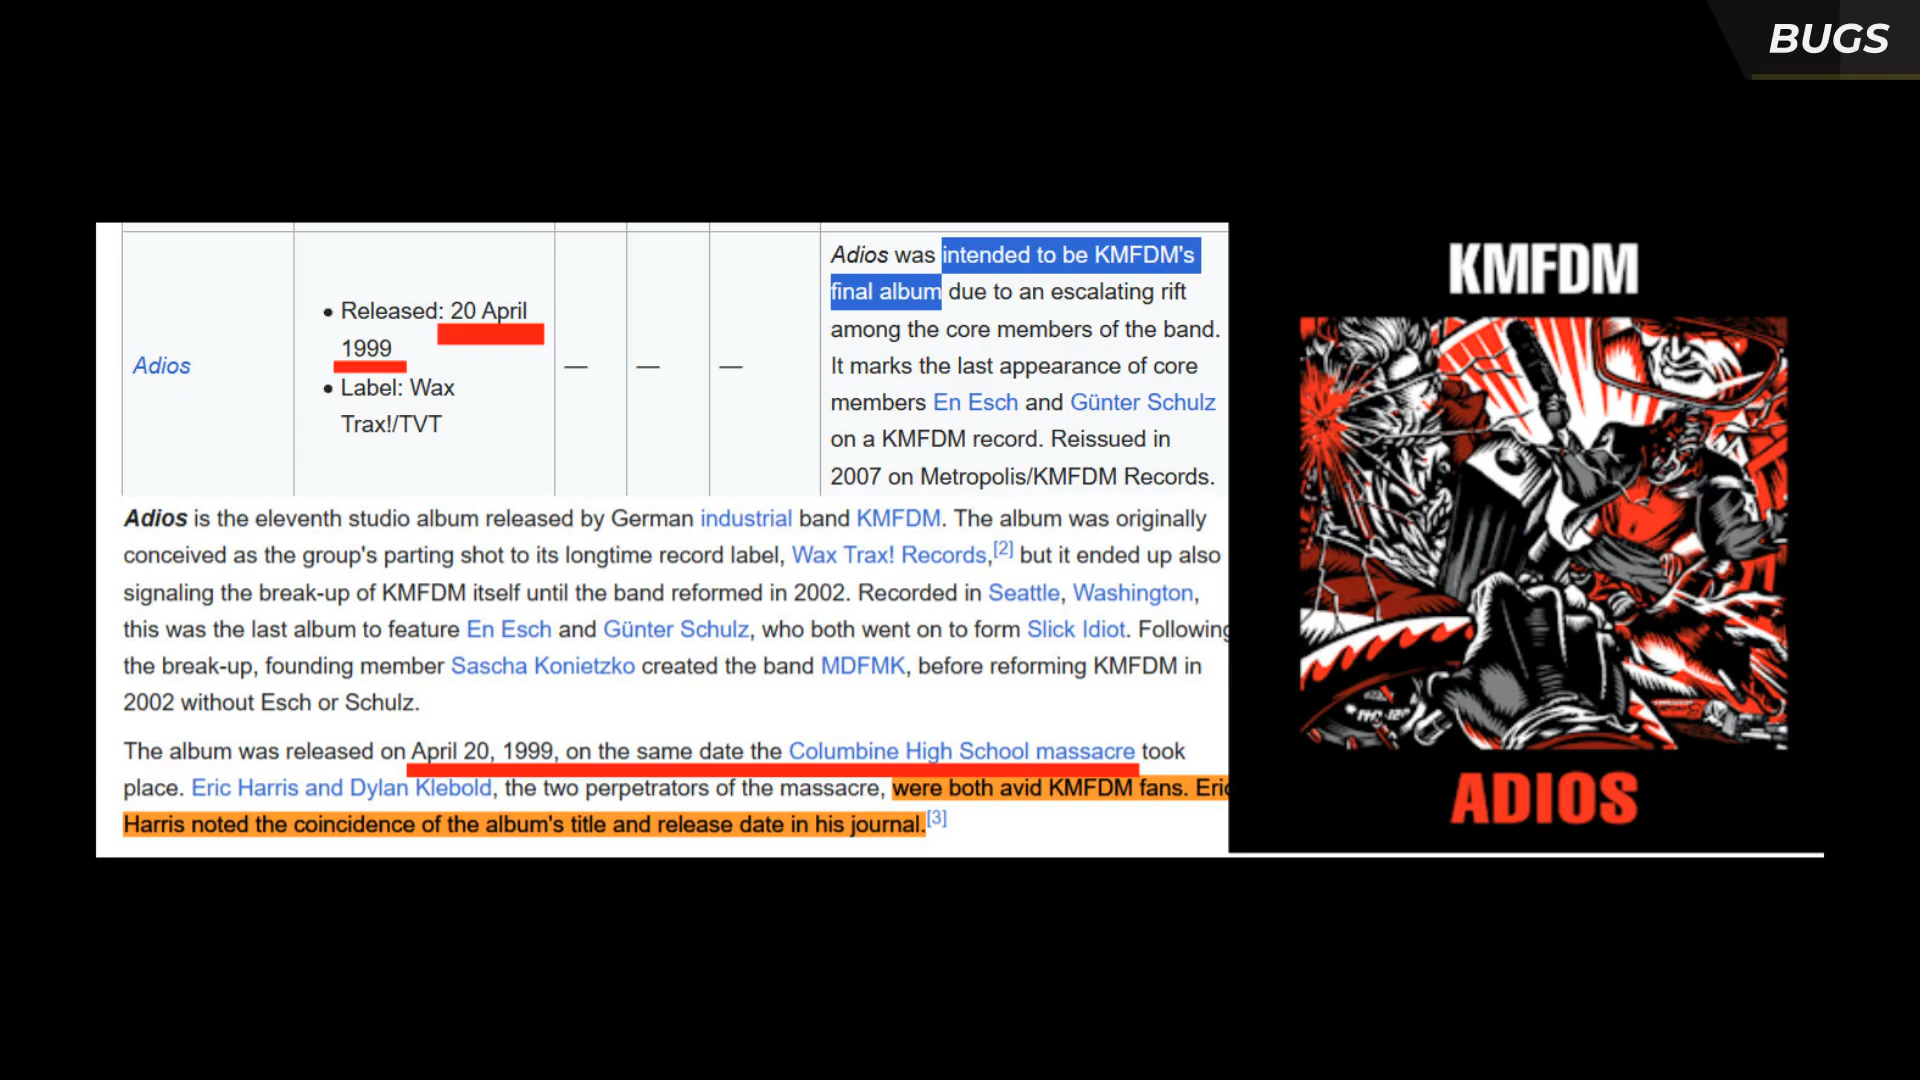 BUGS
Adios
• Released: 20 April
1999
• Label: Wax
Trax!/TVT
—
—
—
Adios was intended to be KMFDM's
final album due to an escalating rift
among the core members of the band.
It marks the last appearance of core
members En Esch and Günter Schulz
on a KMFDM record. Reissued in
2007 on Metropolis/KMFDM Records.
Adios is the eleventh studio album released by German industrial band KMFDM. The album was originally
conceived as the group's parting shot to its longtime record label, Wax Trax! Records,[2] but it ended up also
signaling the break-up of KMFDM itself until the band reformed in 2002. Recorded in Seattle, Washington,
this was the last album to feature En Esch and Günter Schulz, who both went on to form Slick Idiot. Following
the break-up, founding member Sascha Konietzko created the band MDFMK, before reforming KMFDM in
2002 without Esch or Schulz.
The album was released on April 20, 1999, on the same date the Columbine High School massacre took
place. Eric Harris and Dylan Klebold, the two perpetrators of the massacre, were both avid KMFDM fans. Eric
Harris noted the coincidence of the album's title and release date in his journal.[3]
KMFDM
ADIOS